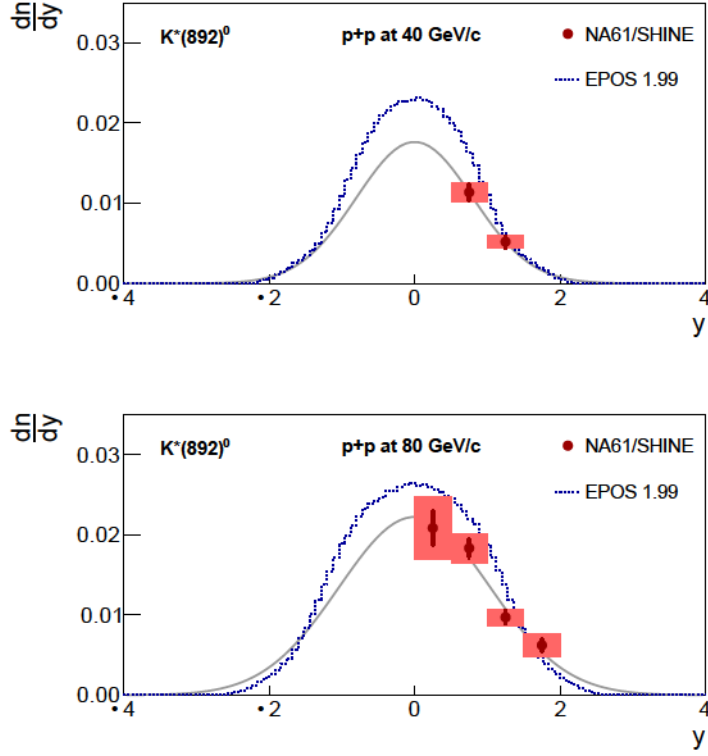 dn
dy
K*(892)⁰ p+p at 40 GeV/c NA61/SHINE
EPOS 1.99
0.03
0.02
0.01
0.00
•4 •2 0 2 4
y
dn
dy
K*(892)⁰ p+p at 80 GeV/c NA61/SHINE
EPOS 1.99
0.03
0.02
0.01
0.00
•4 •2 0 2 4
y